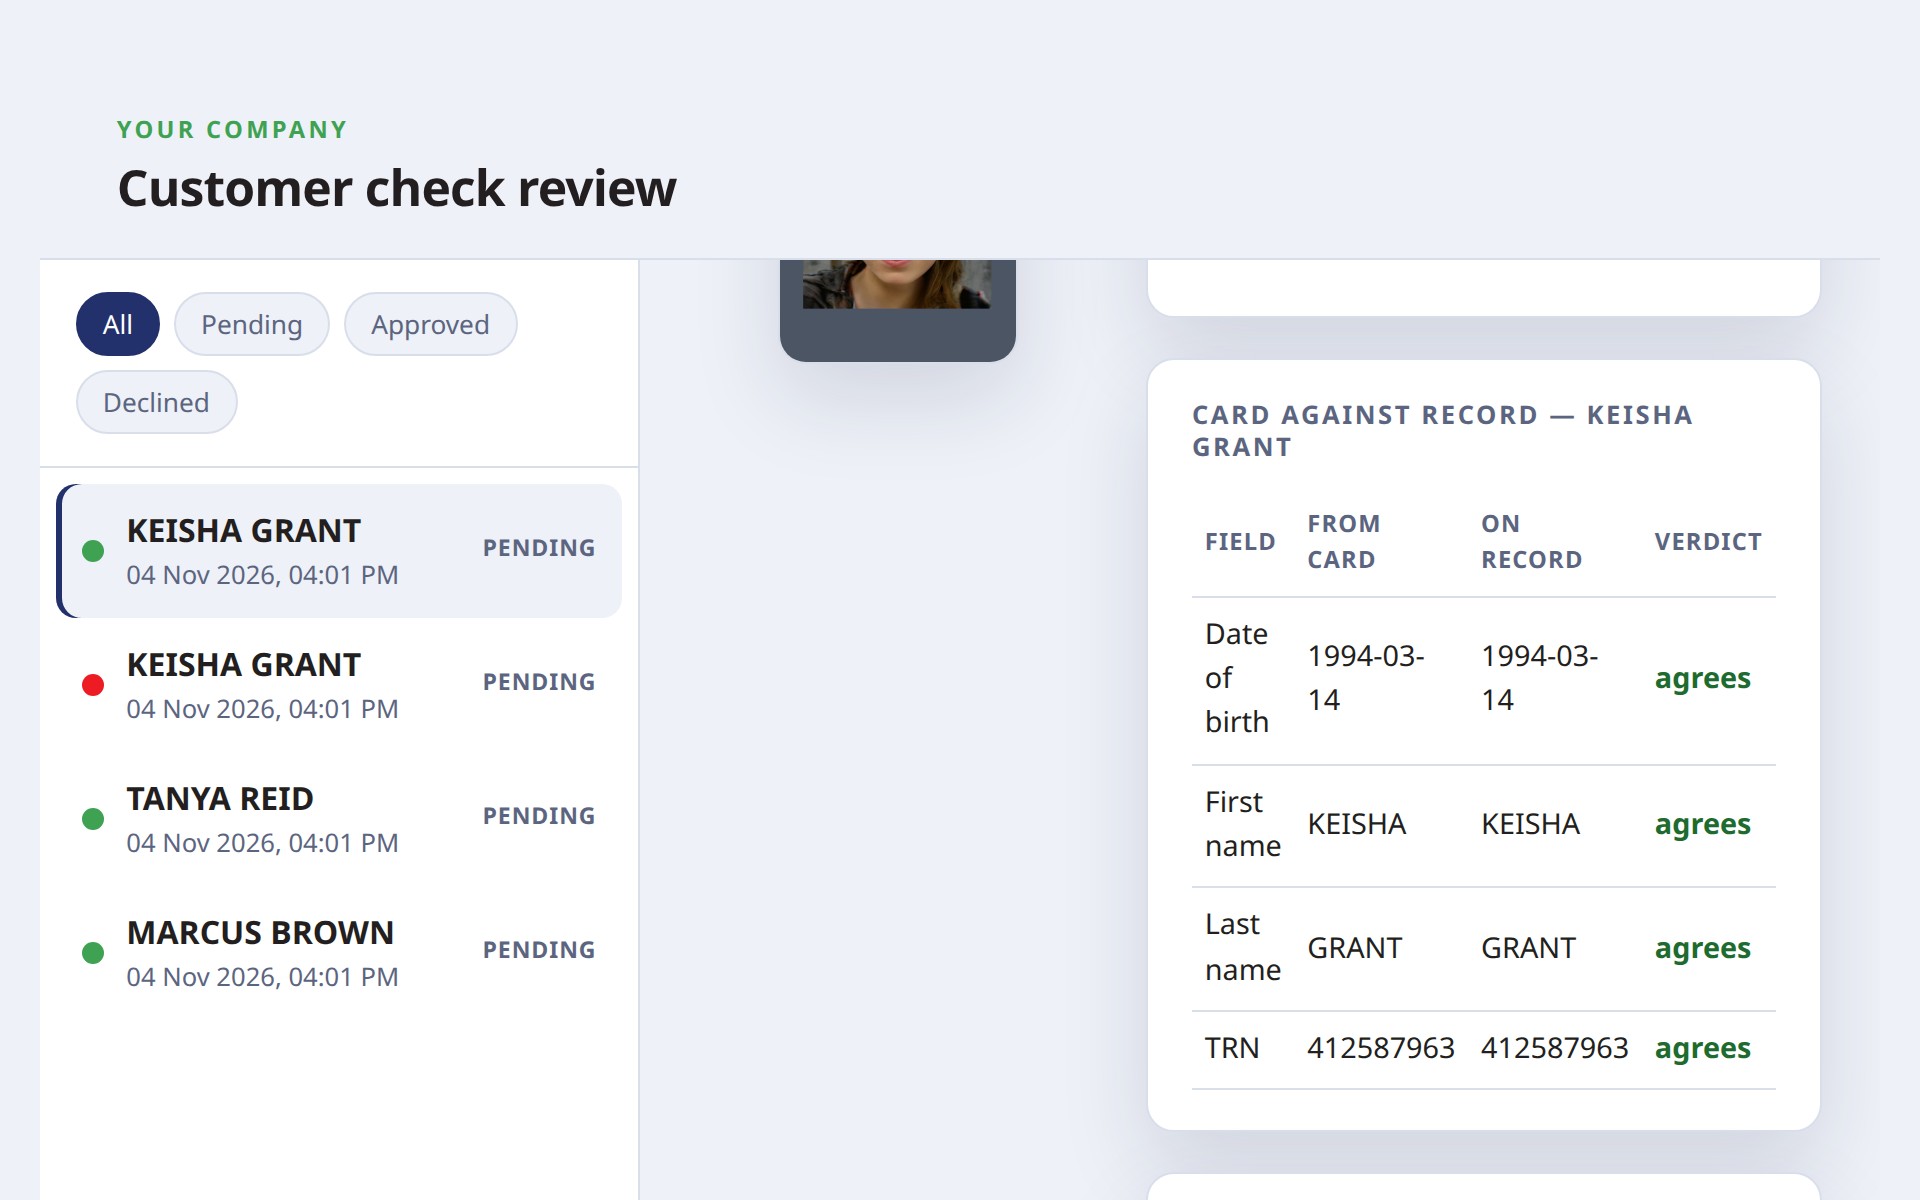 YOUR COMPANY
Customer check review
All
Pending
Approved
Declined
KEISHA GRANT
04 Nov 2026, 04:01 PM
PENDING
KEISHA GRANT
04 Nov 2026, 04:01 PM
PENDING
TANYA REID
04 Nov 2026, 04:01 PM
PENDING
MARCUS BROWN
04 Nov 2026, 04:01 PM
PENDING
CARD AGAINST RECORD — KEISHA
GRANT
FIELD
FROM
CARD
ON
RECORD
VERDICT
Date
of
birth
1994-03-
14
1994-03-
14
agrees
First
name
KEISHA
KEISHA
agrees
Last
name
GRANT
GRANT
agrees
TRN
412587963
412587963
agrees